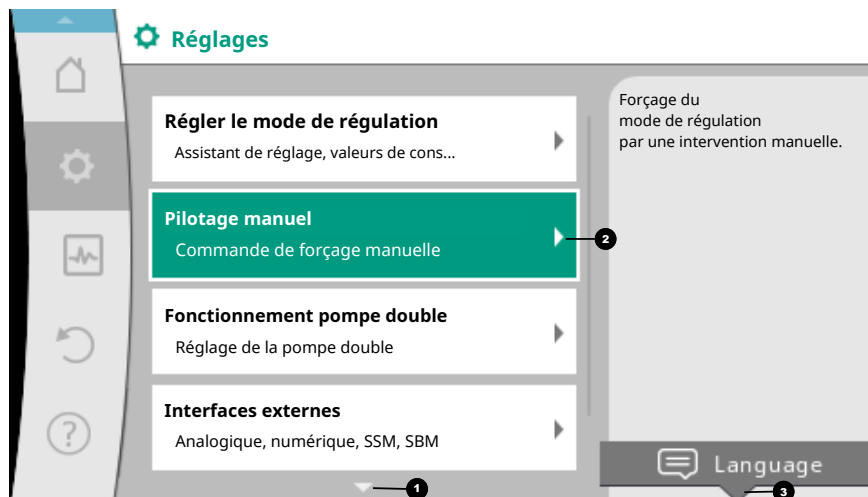 Réglages
Régler le mode de régulation
Assistant de réglage, valeurs de cons...
Pilotage manuel
Commande de forçage manuelle
Fonctionnement pompe double
Réglage de la pompe double
Interfaces externes
Analogique, numérique, SSM, SBM
Forçage du
mode de régulation
par une intervention manuelle.
2
?
Language
1
3